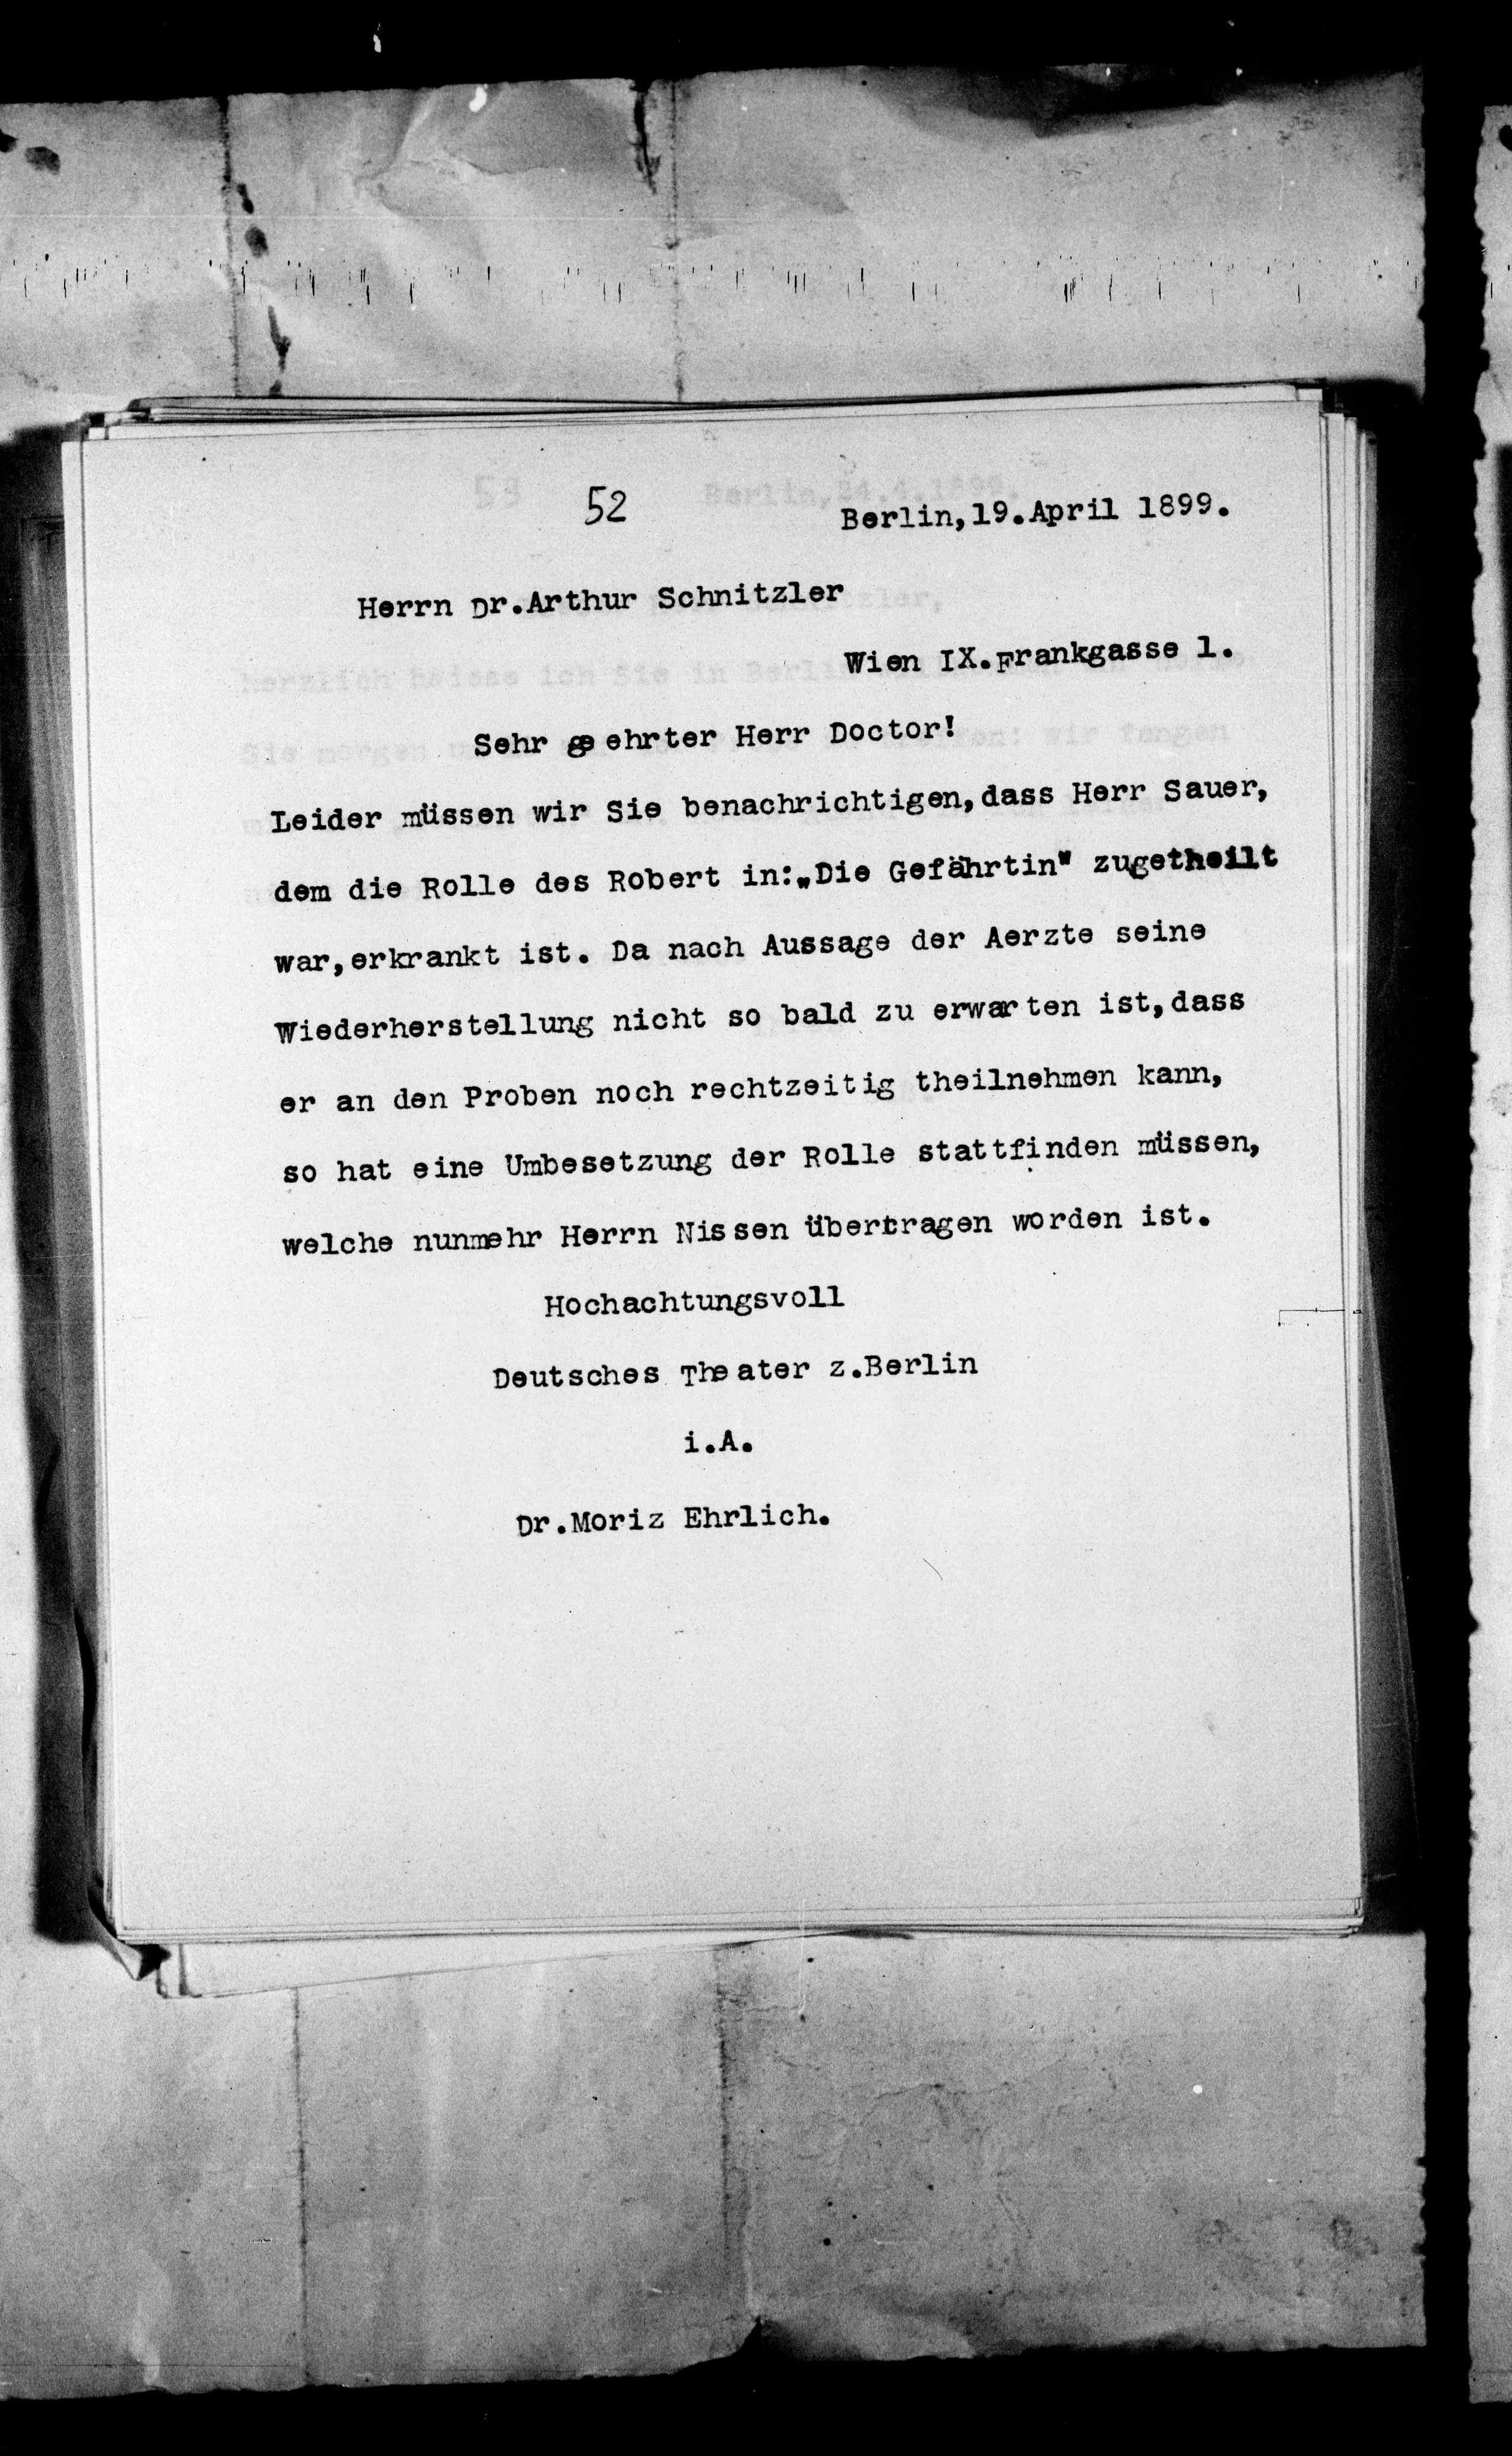 52
Berlin,19.April 1899.
Herrn Dr.Arthur Schnitzler
Wien IX.Frankgasse 1.
Sehr geehrter Herr Doctor!
Leider müssen wir Sie benachrichtigen,dass Herr Sauer,
dem die Rolle des Robert in:„Die Gefährtin" zugetheilt
war,erkrankt ist. Da nach Aussage der Aerzte seine
Wiederherstellung nicht so bald zu erwarten ist,dass
er an den Proben noch rechtzeitig theilnehmen kann,
so hat eine Umbesetzung der Rolle stattfinden müssen,
welche nunmehr Herrn Nissen übertragen worden ist.
Hochachtungsvoll
Deutsches Theater z.Berlin
i.A.
Dr.Moriz Ehrlich.